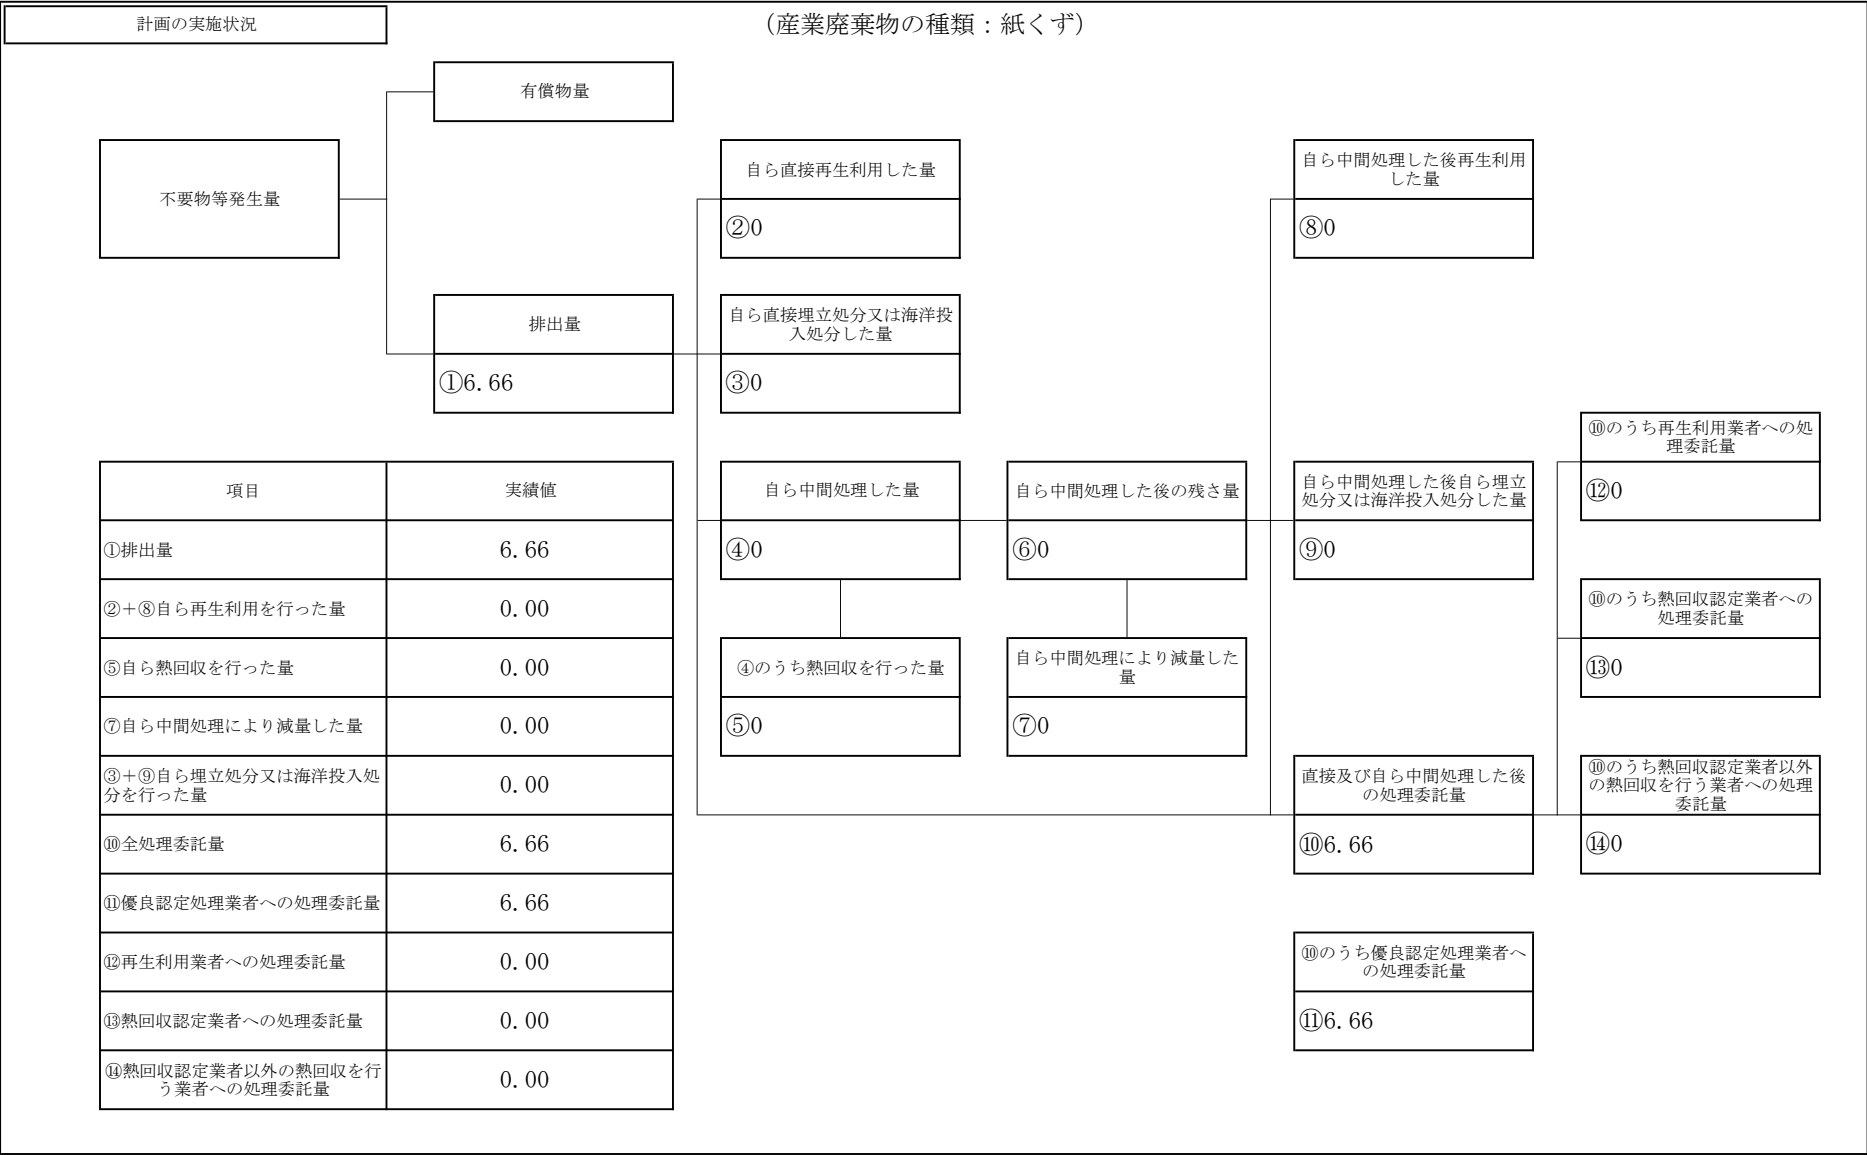 計画の実施状況
（産業廃棄物の種類：紙くず）
有償物量
不要物等発生量
自ら直接再生利用した量
②0
自ら中間処理した後再生利用
した量
⑧0
排出量
①6.66
自ら直接埋立処分又は海洋投
入処分した量
③0
⑩のうち再生利用業者への処
理委託量
⑫0
自ら中間処理した量
④0
自ら中間処理した後の残さ量
⑥0
自ら中間処理した後自ら埋立
処分又は海洋投入処分した量
⑨0
⑩のうち熱回収認定業者への
処理委託量
⑬0
④のうち熱回収を行った量
⑤0
自ら中間処理により減量した
量
⑦0
直接及び自ら中間処理した後
の処理委託量
⑩6.66
⑩のうち熱回収認定業者以外
の熱回収を行う業者への処理
委託量
⑭0
⑩のうち優良認定処理業者へ
の処理委託量
⑪6.66
項目 実績値
①排出量 6.66
②＋⑧自ら再生利用を行った量 0.00
⑤自ら熱回収を行った量 0.00
⑦自ら中間処理により減量した量 0.00
③＋⑨自ら埋立処分又は海洋投入処
分を行った量 0.00
⑩全処理委託量 6.66
⑪優良認定処理業者への処理委託量 6.66
⑫再生利用業者への処理委託量 0.00
⑬熱回収認定業者への処理委託量 0.00
⑭熱回収認定業者以外の熱回収を行
う業者への処理委託量 0.00